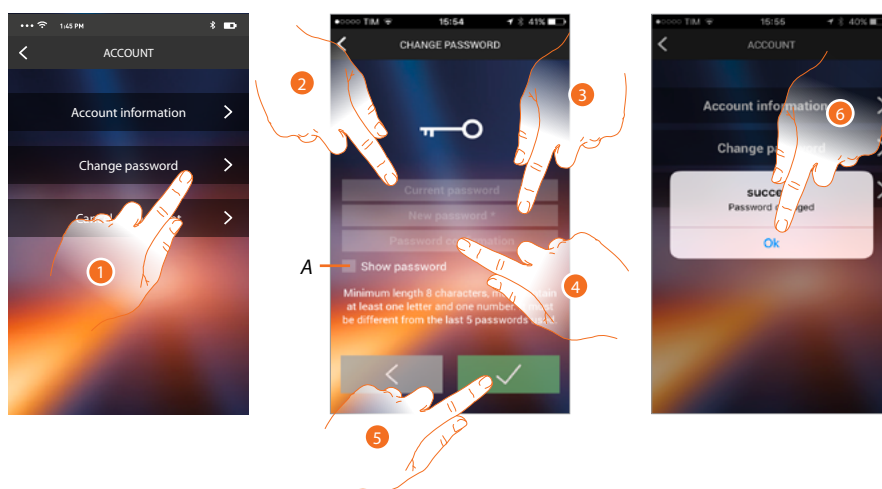 1:45 PM
ACCOUNT
Account information
Change password
1
TIM 15:54 41%
CHANGE PASSWORD
2
3
Current password
New password *
Password
A
Show password
4
Minimum length 8 characters,
at least one letter and one number.
be different from the last 5 passwords
5
TIM 15:55 40%
ACCOUNT
Account information
6
Change
Password
Ok